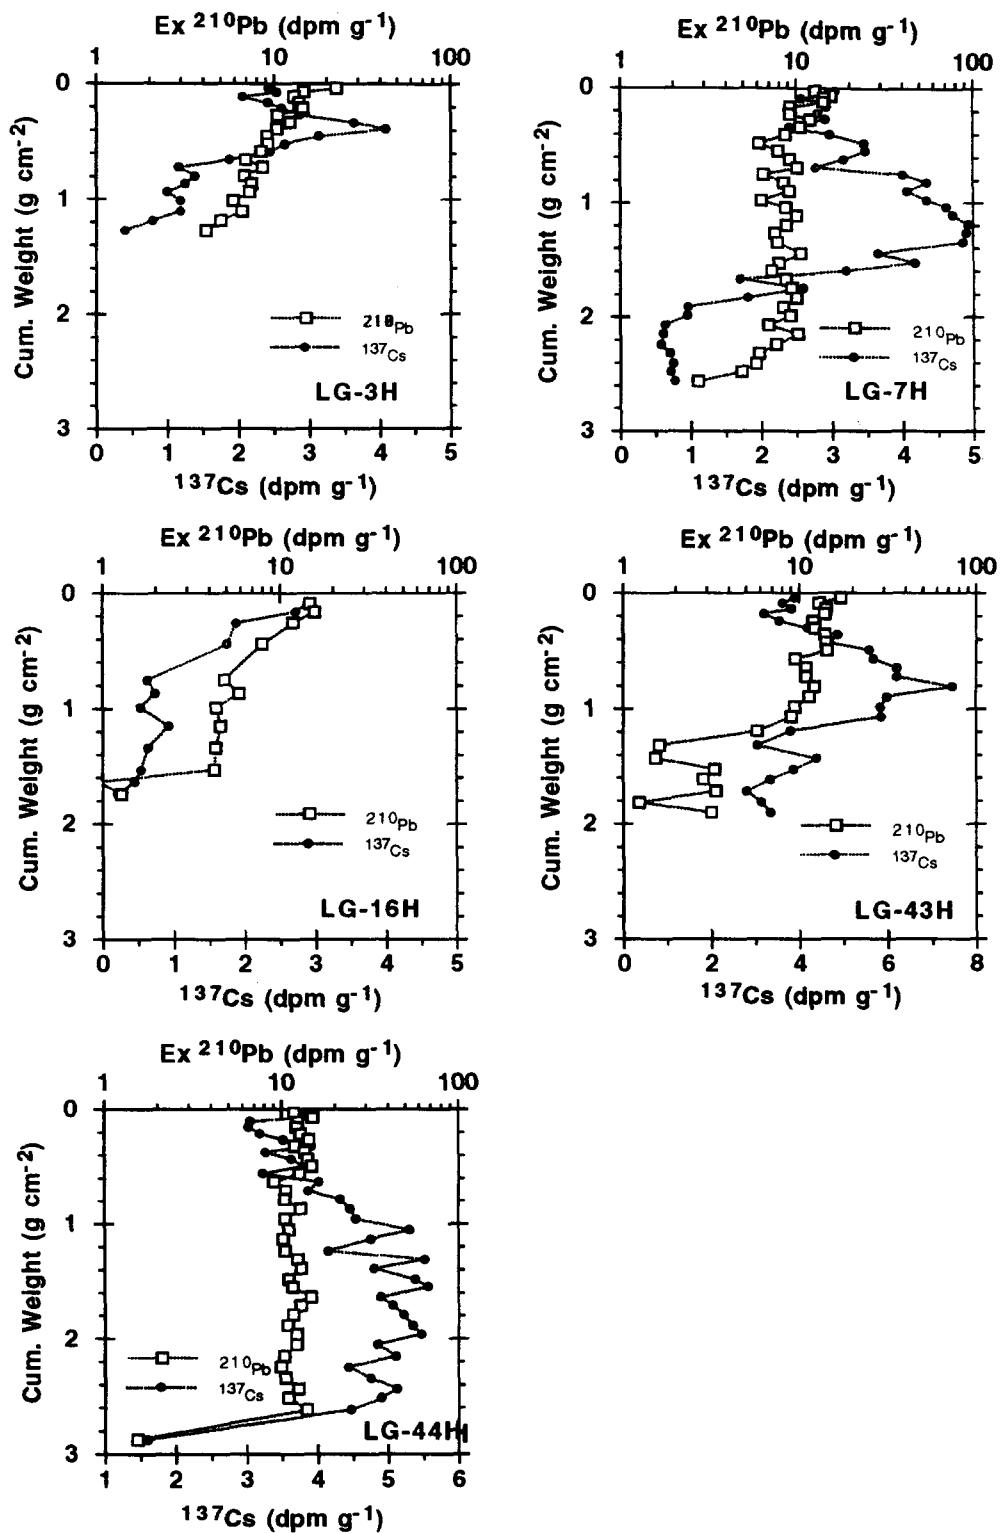 Ex 210Pb (dpm g-1)
1 10 100
0
1
2
3
Cum. Weight (g cm-2)
210Pb
137Cs
LG-3H
0 1 2 3 4 5
137Cs (dpm g-1)
Ex 210Pb (dpm g-1)
1 10 100
0
1
2
3
Cum. Weight (g cm-2)
210Pb
137Cs
LG-7H
0 1 2 3 4 5
137Cs (dpm g-1)
Ex 210Pb (dpm g-1)
1 10 100
0
1
2
3
Cum. Weight (g cm-2)
210Pb
137Cs
LG-16H
0 1 2 3 4 5
137Cs (dpm g-1)
Ex 210Pb (dpm g-1)
1 10 100
0
1
2
3
Cum. Weight (g cm-2)
210Pb
137Cs
LG-43H
0 2 4 6 8
137Cs (dpm g-1)
Ex 210Pb (dpm g-1)
1 10 100
0
1
2
3
Cum. Weight (g cm-2)
210Pb
137Cs
LG-44H
1 2 3 4 5 6
137Cs (dpm g-1)